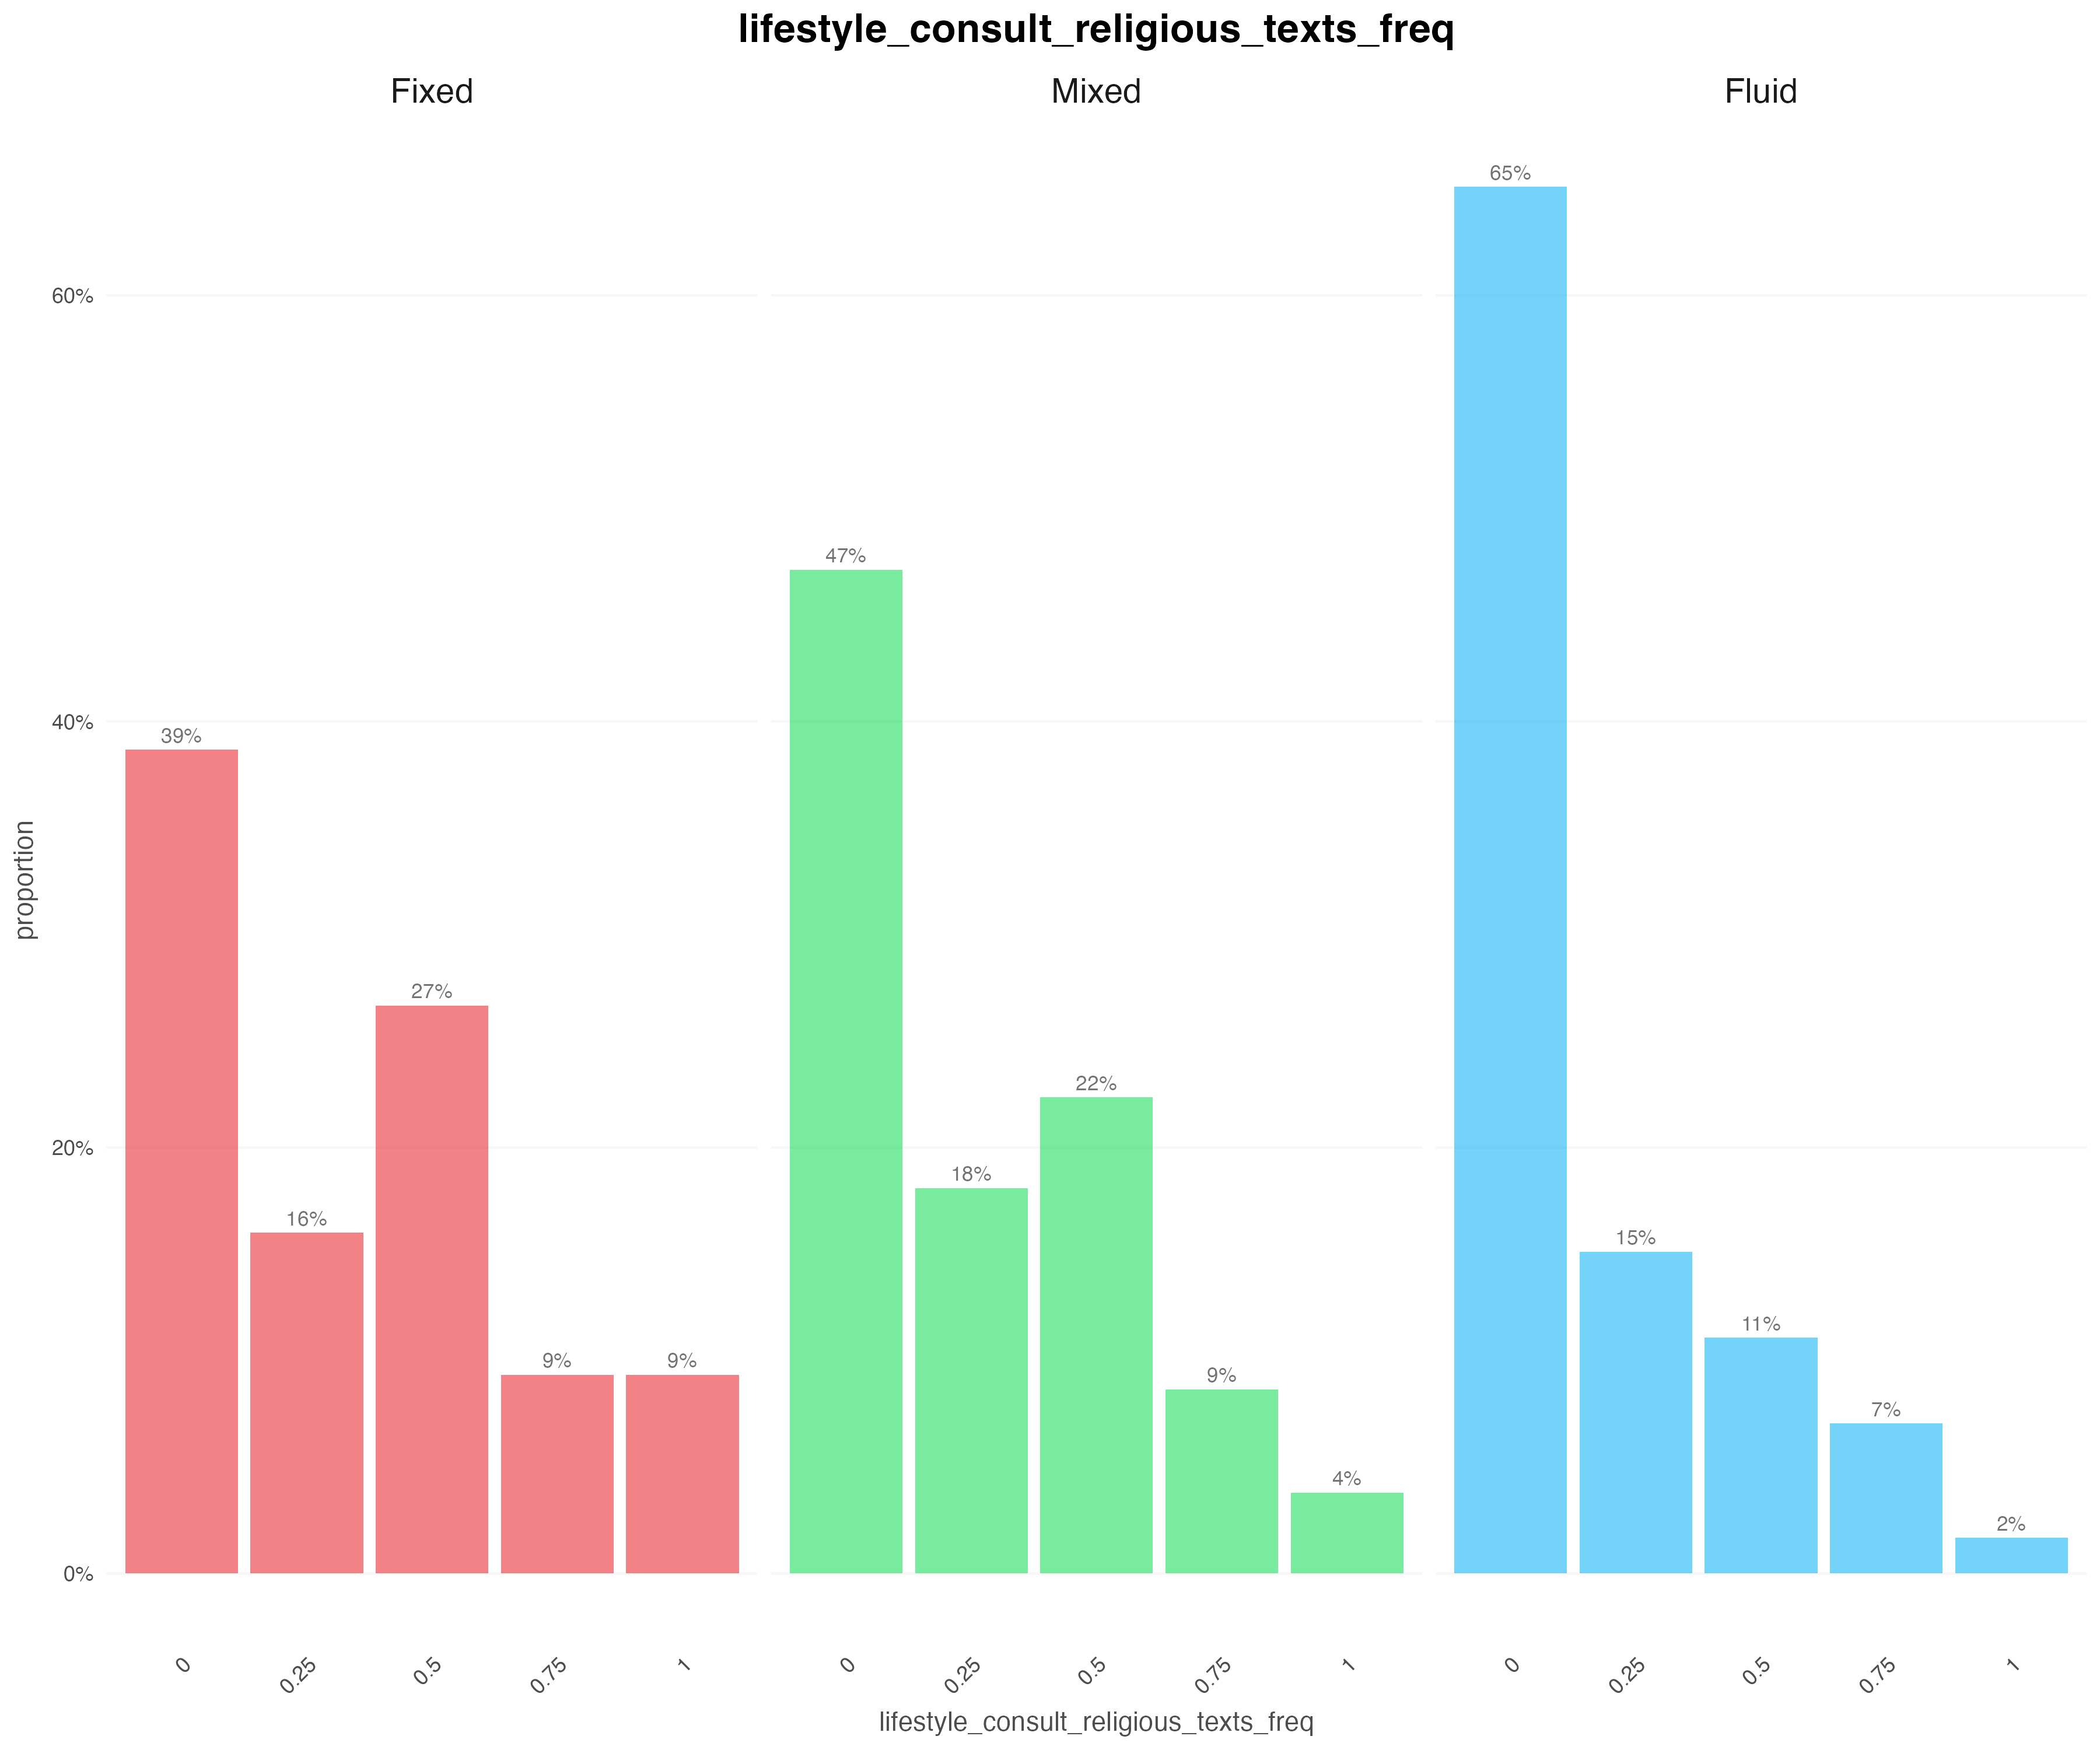 lifestyle_consult_religious_texts_freq
Fixed
Mixed
Fluid
proportion
60%
40%
20%
0%
39%
16%
27%
9%
9%
47%
18%
22%
9%
4%
65%
15%
11%
7%
2%
0 0.25 0.5 0.75 1
0 0.25 0.5 0.75 1
0 0.25 0.5 0.75 1
lifestyle_consult_religious_texts_freq